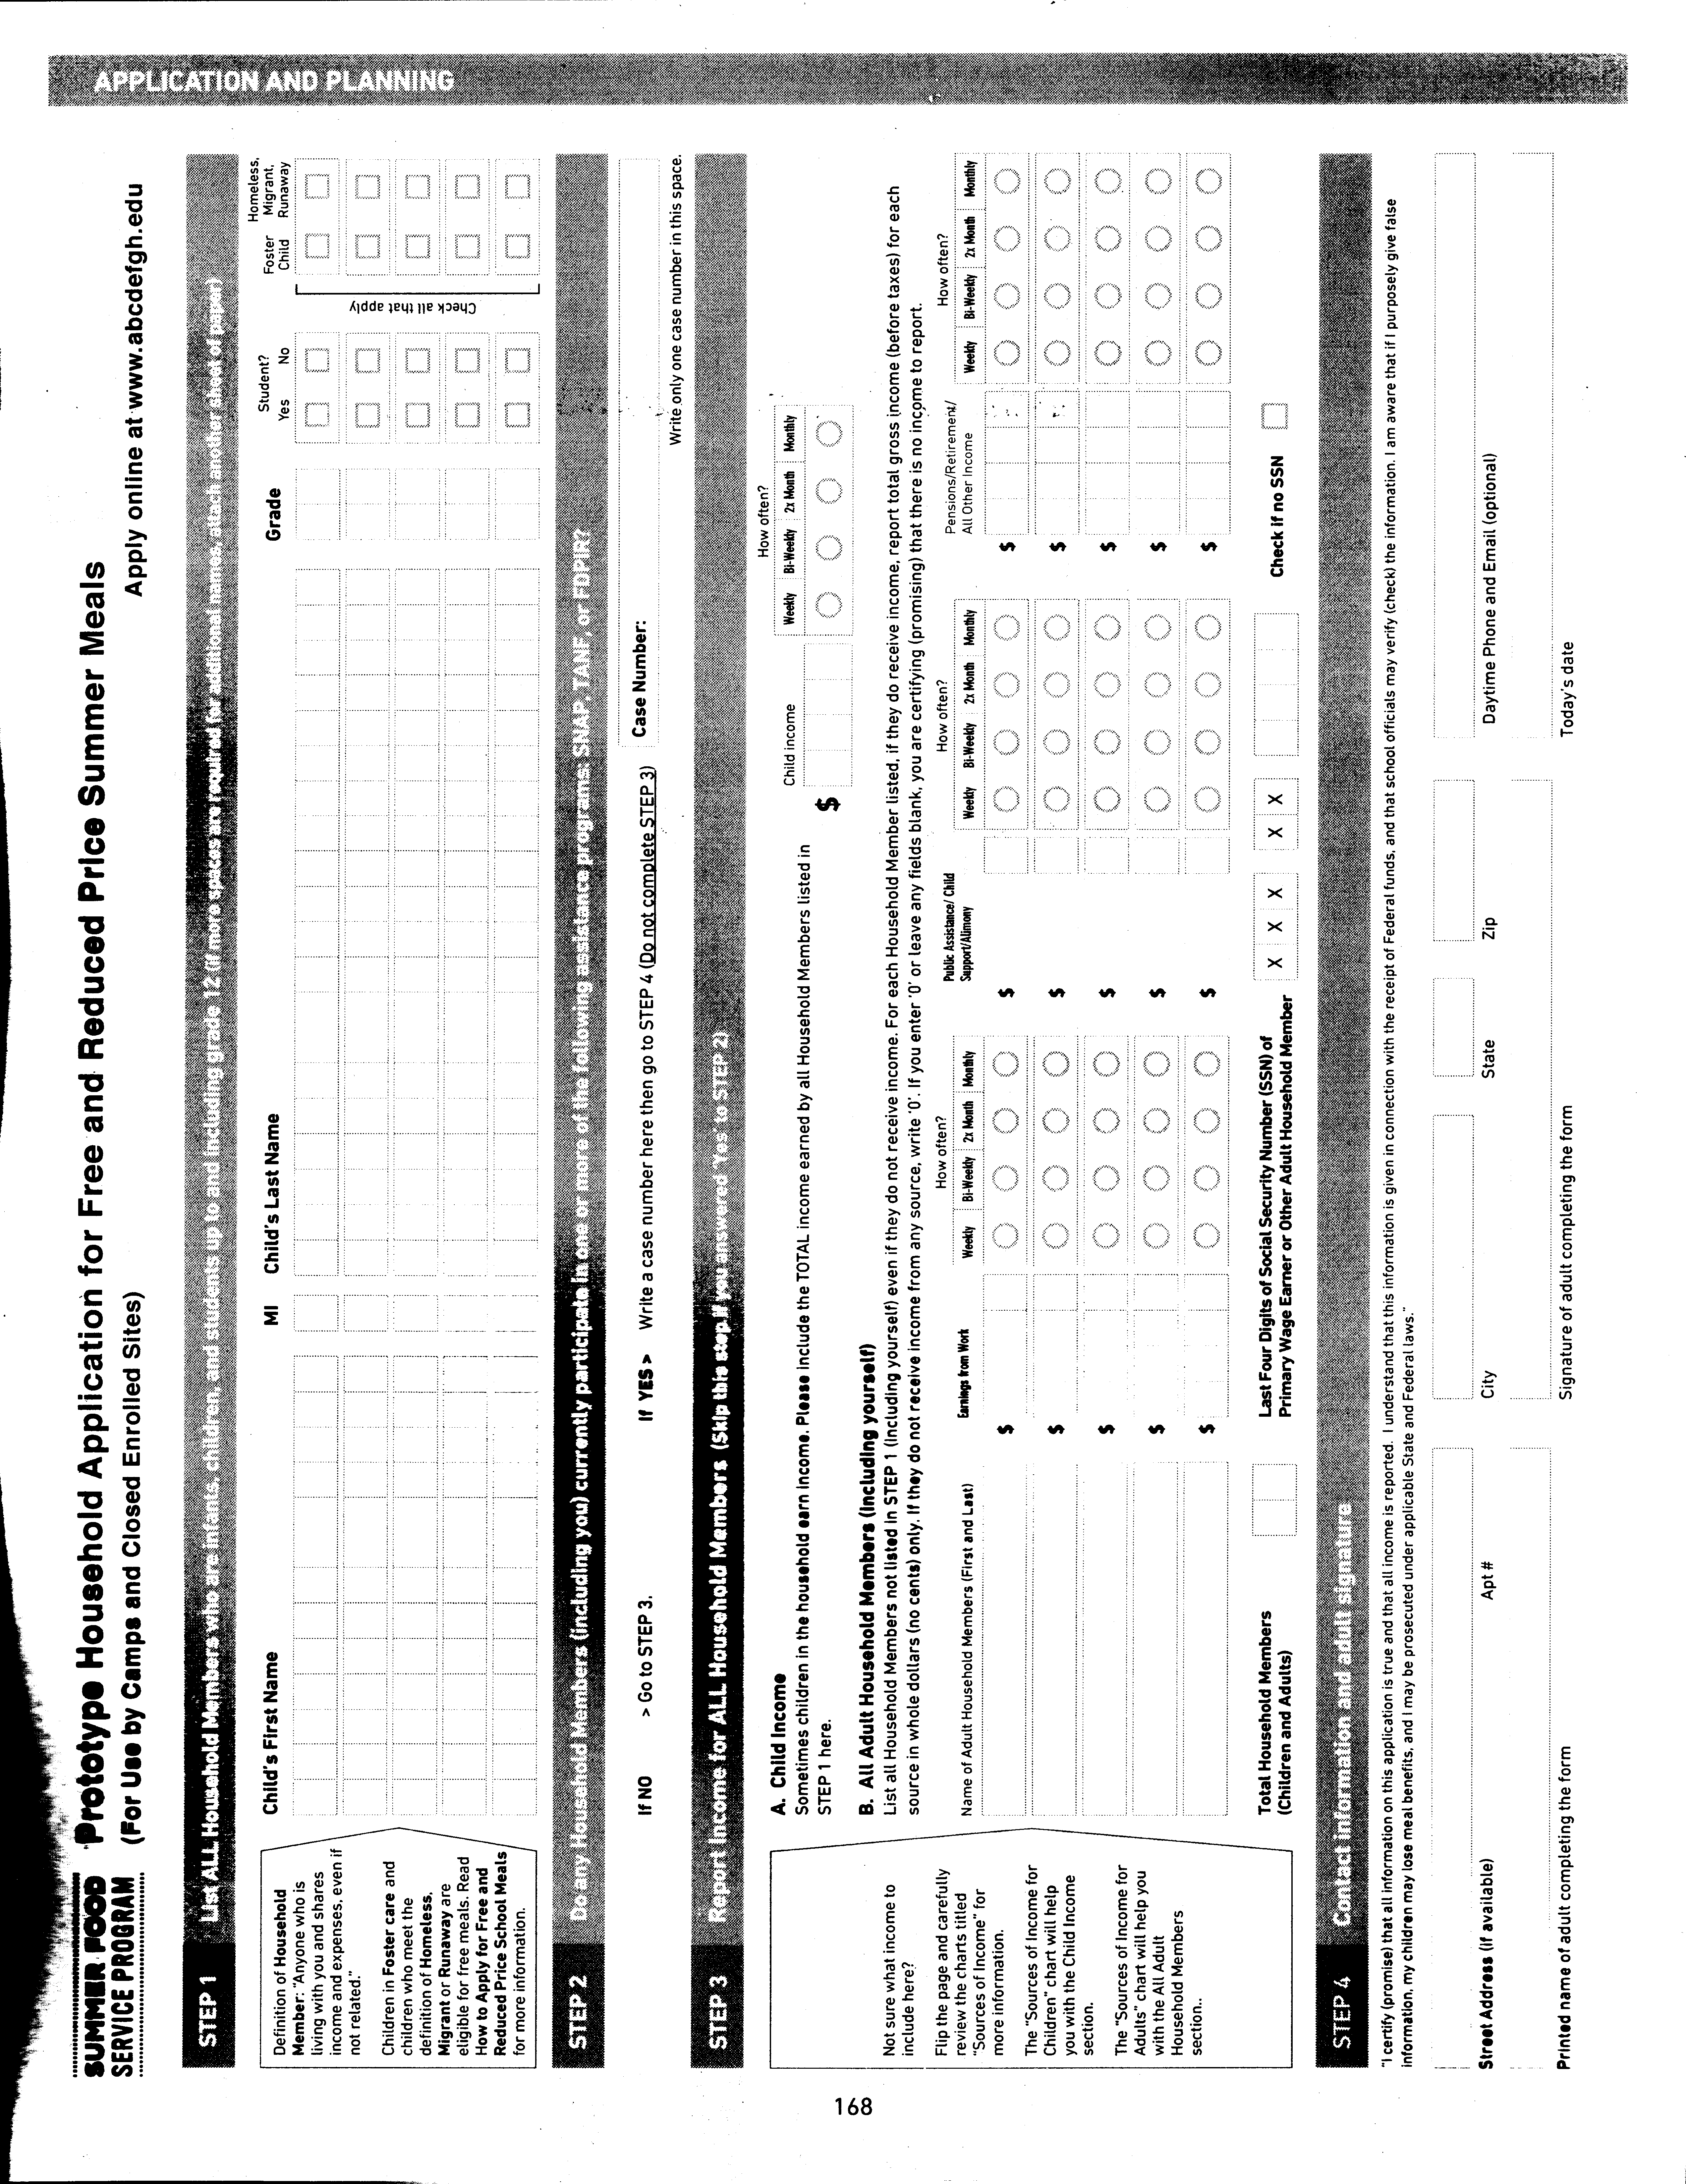 APPLICATION AND PLANNING
SUMMER FOOD
SERVICE PROGRAM
Prototype Household Application for Free and Reduced Price Summer Meals
(For Use by Camps and Closed Enrolled Sites)
Apply online at www.abcdefgh.edu
STEP 1
List ALL Household Members who are infants, children, and students up to and including grade 12 (if more spaces are required for additional names, attach another sheet of paper)
Definition of Household
Member: "Anyone who is
living with you and shares
income and expenses, even if
not related."
Children in Foster care and
children who meet the
definition of Homeless,
Migrant or Runaway are
eligible for free meals. Read
How to Apply for Free and
Reduced Price School Meals
for more information.
Child's First Name
MI
Child's Last Name
Grade
Student?
Yes No
Foster
Child
Homeless,
Migrant,
Runaway
Check all that apply
STEP 2
Do any Household Members (including you) currently participate in one or more of the following assistance programs: SNAP, TANF, or FDPIR?
If NO > Go to STEP 3.
If YES > Write a case number here then go to STEP 4 (Do not complete STEP 3)
Case Number:
Write only one case number in this space.
STEP 3
Report Income for ALL Household Members (Skip this step if you answered 'Yes' to STEP 2)
Not sure what income to
include here?
Flip the page and carefully
review the charts titled
"Sources of Income" for
more information.
The "Sources of Income for
Children" chart will help
you with the Child Income
section.
The "Sources of Income for
Adults" chart will help you
with the All Adult
Household Members
section..
A. Child Income
Sometimes children in the household earn income. Please include the TOTAL income earned by all Household Members listed in
STEP 1 here.
Child income
$
How often?
Weekly Bi-Weekly 2x Month Monthly
B. All Adult Household Members (including yourself)
List all Household Members not listed in STEP 1 (including yourself) even if they do not receive income. For each Household Member listed, if they do receive income, report total gross income (before taxes) for each
source in whole dollars (no cents) only. If they do not receive income from any source, write '0'. If you enter '0' or leave any fields blank, you are certifying (promising) that there is no income to report.
Name of Adult Household Members (First and Last)
Earnings from Work
How often?
Weekly Bi-Weekly 2x Month Monthly
Public Assistance/ Child
Support/Alimony
How often?
Weekly Bi-Weekly 2x Month Monthly
Pensions/Retirement/
All Other Income
How often?
Weekly Bi-Weekly 2x Month Monthly
$ $ $
$ $ $
$ $ $
$ $ $
$ $ $
Total Household Members
(Children and Adults)
Last Four Digits of Social Security Number (SSN) of
Primary Wage Earner or Other Adult Household Member
X X X X X
Check if no SSN
STEP 4
Contact information and adult signature
"I certify (promise) that all information on this application is true and that all income is reported. I understand that this information is given in connection with the receipt of Federal funds, and that school officials may verify (check) the information. I am aware that if I purposely give false
information, my children may lose meal benefits, and I may be prosecuted under applicable State and Federal laws."
Street Address (if available)
Apt #
City
State
Zip
Daytime Phone and Email (optional)
Printed name of adult completing the form
Signature of adult completing the form
Today's date
168